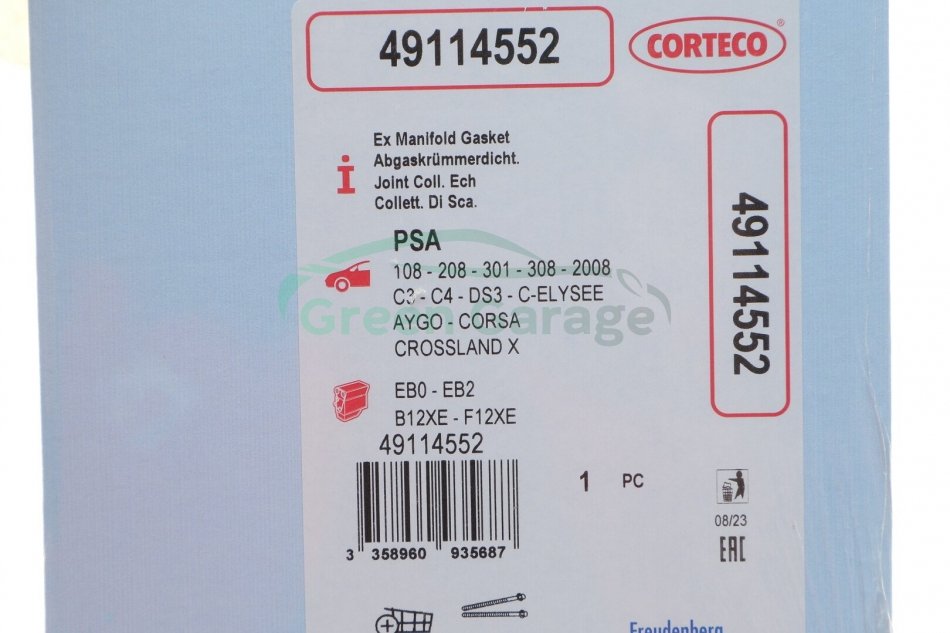 49114552
CORTECO
®
Ex Manifold Gasket
Abgaskrümmerdicht.
Joint Coll. Ech
Collett. Di Sca.
49114552
PSA
108 - 208 - 301 - 308 - 2008
C3 - C4 - DS3 - C-ELYSEE
Green Garage
AYGO - CORSA
CROSSLAND X
EB0 - EB2
B12XE - F12XE
49114552
1 PC
08/23
EAC
3 358960 935687
Freudenberg